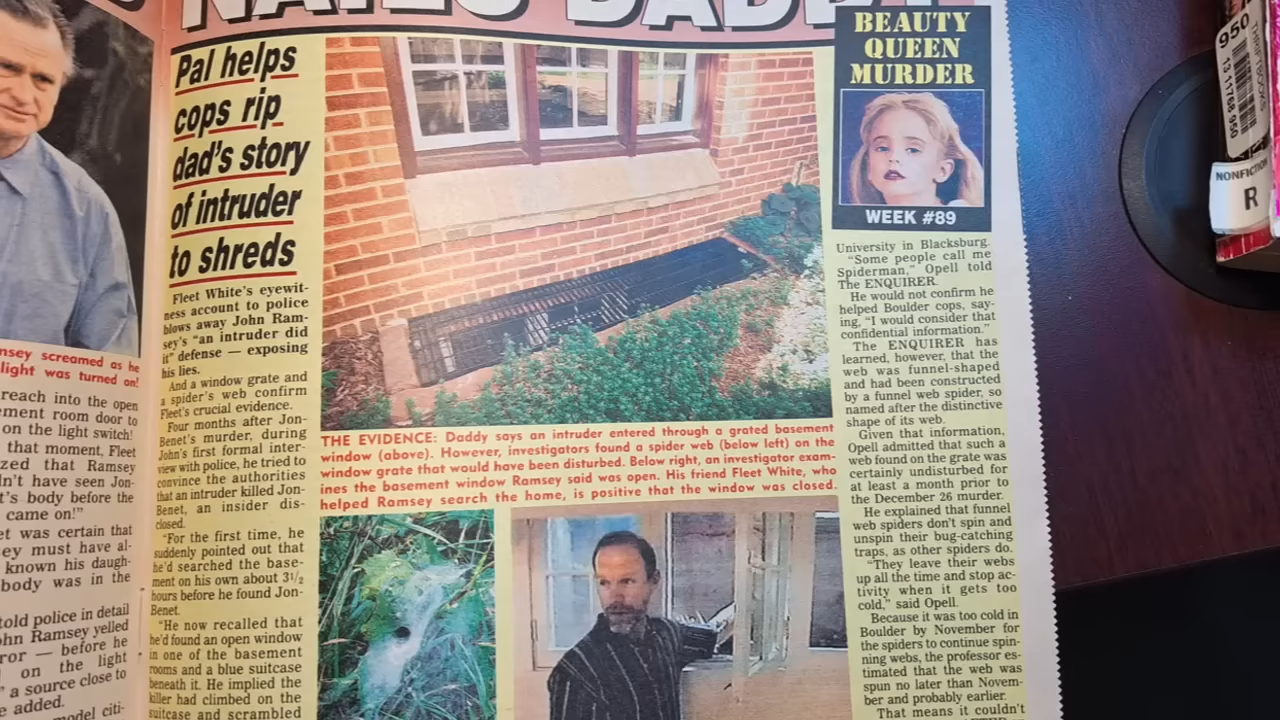 NAILS DADDY
nsey screamed as he
light was turned on!
reach into the open
ement room door to
on the light switch!
that moment, Fleet
zed that Ramsey
n't have seen Jon-
t's body before the
came on!"
et was certain that
ey must have al-
known his daugh-
body was in the
told police in detail
ohn Ramsey yelled
ror — before he
on the light
" a source close to
e added.
model citi-
Pal helps
cops rip
dad's story
of intruder
to shreds
Fleet White's eyewit-
ness account to police
blows away John Ram-
sey's "an intruder did
it" defense — exposing
his lies.
And a window grate and
a spider's web confirm
Fleet's crucial evidence.
Four months after Jon-
Benet's murder, during
John's first formal inter-
view with police, he tried to
convince the authorities
that an intruder killed Jon-
Benet, an insider dis-
closed.
"For the first time, he
suddenly pointed out that
he'd searched the base-
ment on his own about 3½
hours before he found Jon-
Benet.
"He now recalled that
he'd found an open window
in one of the basement
rooms and a blue suitcase
beneath it. He implied the
killer had climbed on the
suitcase and scrambled
THE EVIDENCE: Daddy says an intruder entered through a grated basement
window (above). However, investigators found a spider web (below left) on the
window grate that would have been disturbed. Below right, an investigator exam-
ines the basement window Ramsey said was open. His friend Fleet White, who
helped Ramsey search the home, is positive that the window was closed.
BEAUTY
QUEEN
MURDER
WEEK #89
University in Blacksburg.
"Some people call me
Spiderman," Opell told
The ENQUIRER.
He would not confirm he
helped Boulder cops, say-
ing, "I would consider that
confidential information."
The ENQUIRER has
learned, however, that the
web was funnel-shaped
and had been constructed
by a funnel web spider, so
named after the distinctive
shape of its web.
Given that information,
Opell admitted that such a
web found on the grate was
certainly undisturbed for
at least a month prior to
the December 26 murder.
He explained that funnel
web spiders don't spin and
unspin their bug-catching
traps, as other spiders do.
"They leave their webs
up all the time and stop ac-
tivity when it gets too
cold," said Opell.
Because it was too cold in
Boulder by November for
the spiders to continue spin-
ning webs, the professor es-
timated that the web was
spun no later than Novem-
ber and probably earlier.
That means it couldn't
950
NONFICTION
R